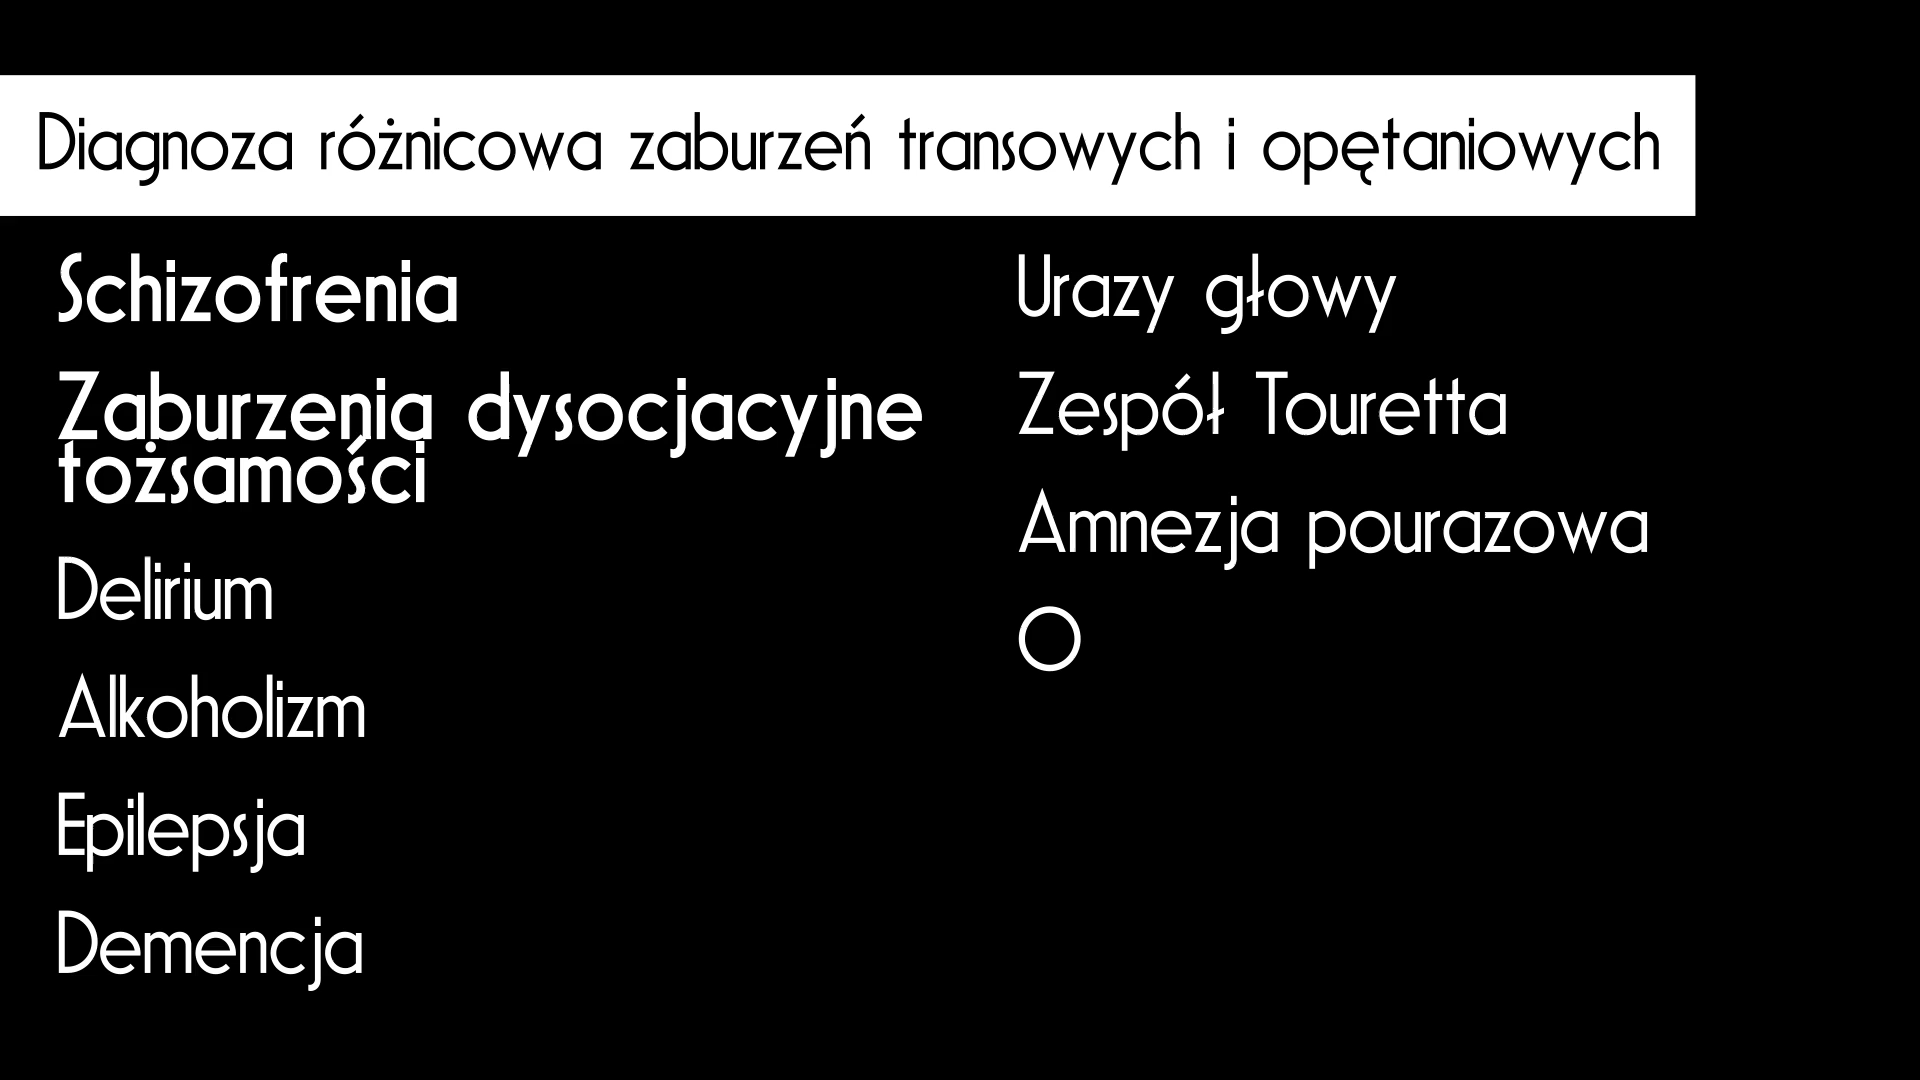 Diagnoza różnicowa zaburzeń transowych i opętaniowych
Schizofrenia
Zaburzenia dysocjacyjne
tożsamości
Delirium
Alkoholizm
Epilepsja
Demencja
Urazy głowy
Zespół Touretta
Amnezja pourazowa
O